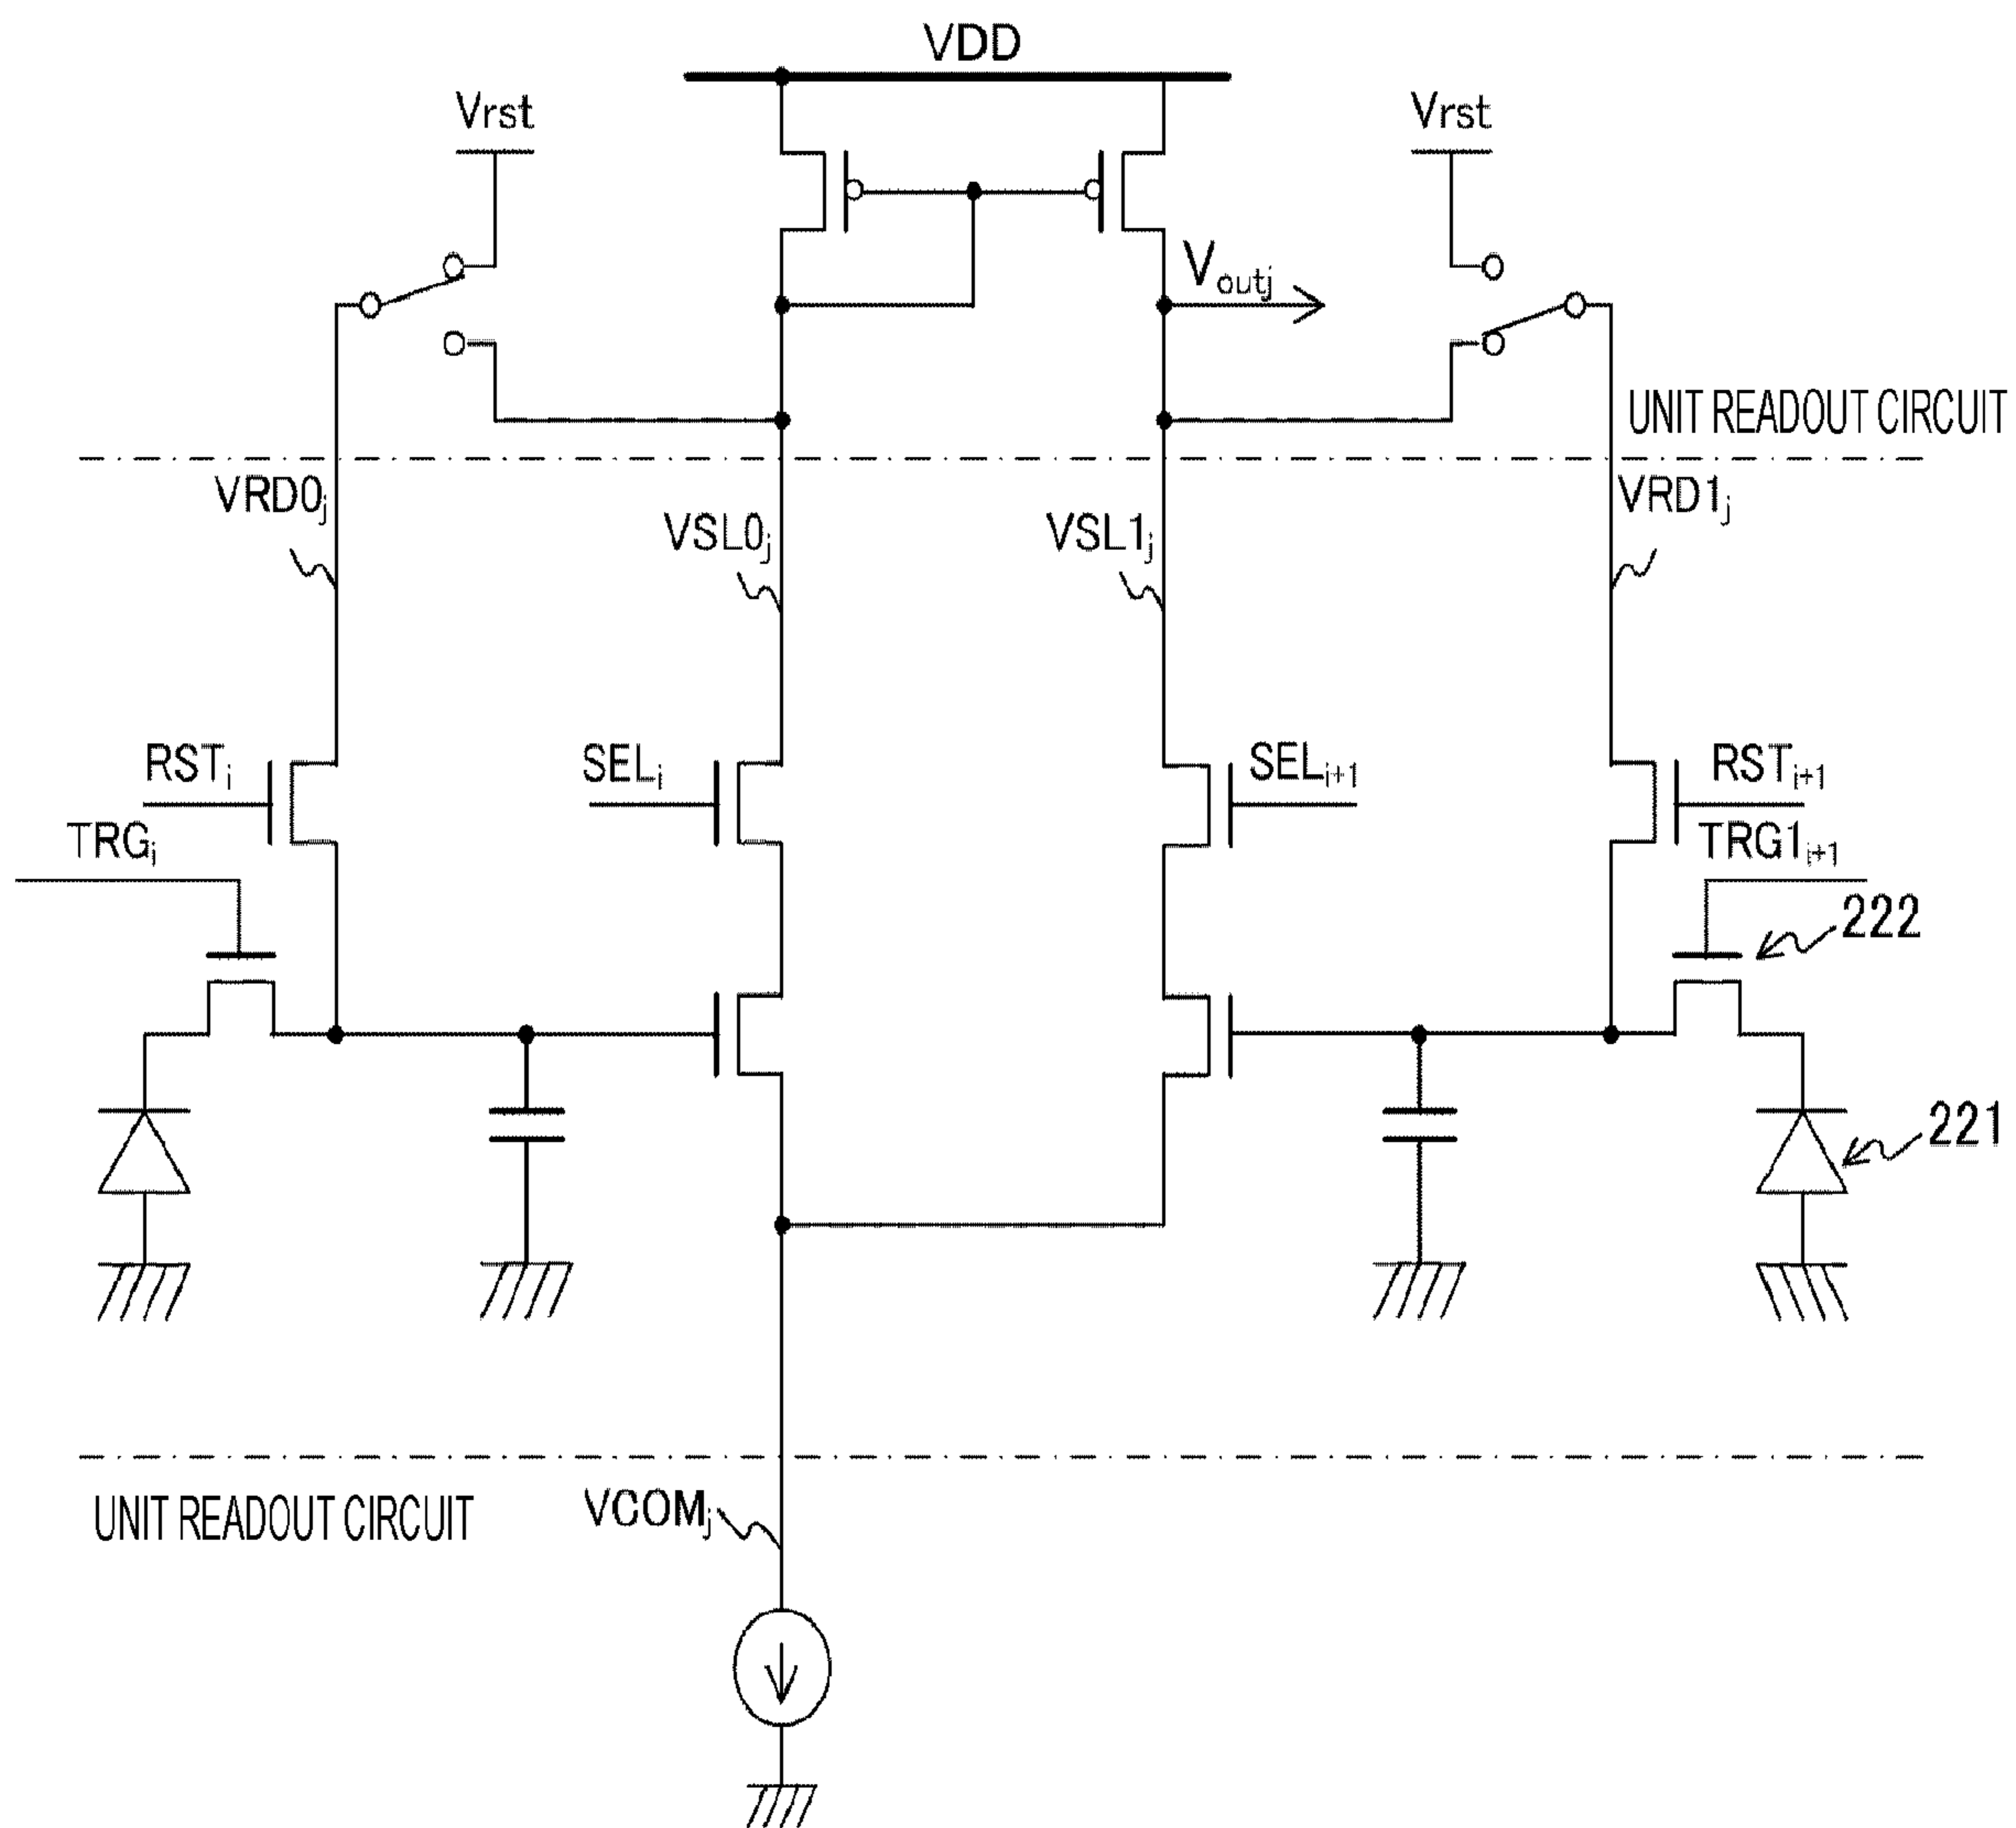 VDD
Vrst
Vrst
Voutj
UNIT READOUT CIRCUIT
VRD0j
VSL0j
VSL1j
VRD1j
RSTi
SELi
SELi+1
RSTi+1
TRGi
TRG1i+1
222
221
UNIT READOUT CIRCUIT
VCOMj